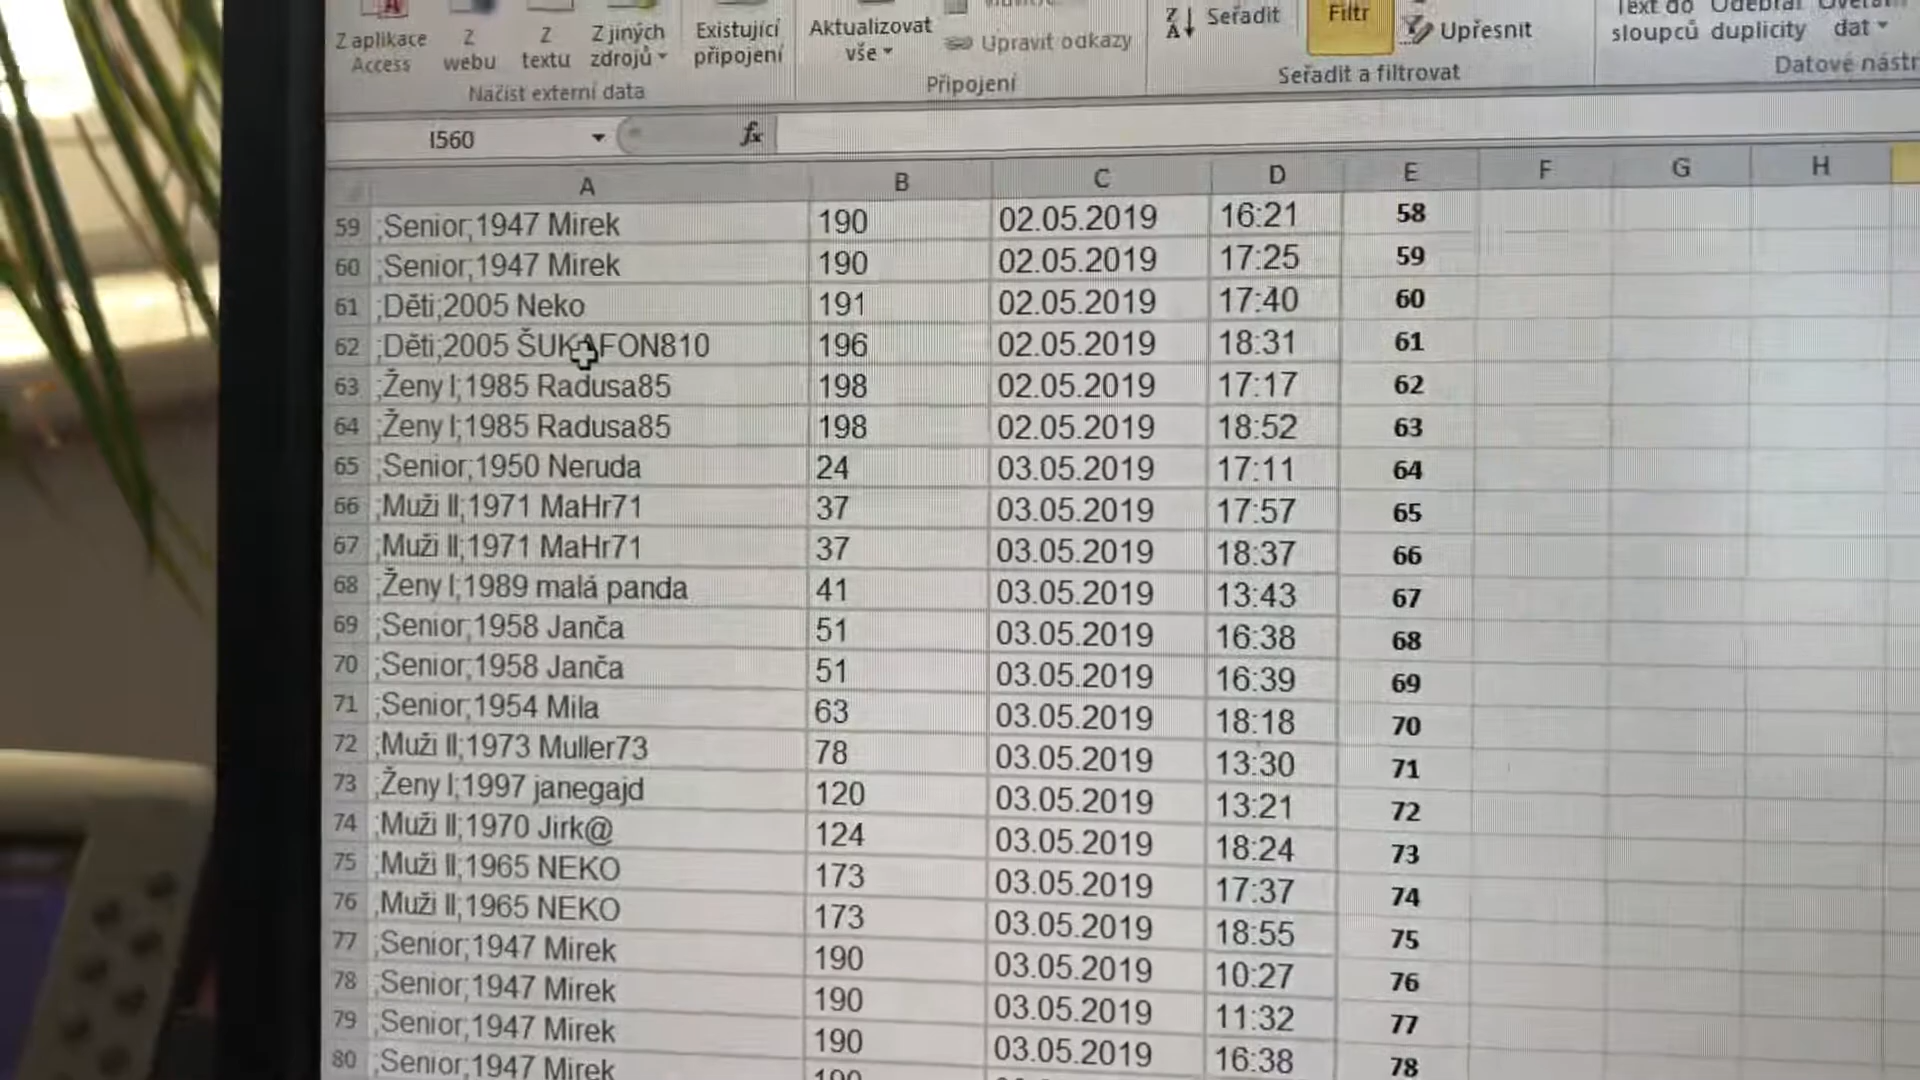 Z aplikace Access
Z webu
Z textu
Z jiných zdrojů
Existující připojení
Načíst externí data
Aktualizovat vše
Upravit odkazy
Připojení
Seřadit
Filtr
Upřesnit
Seřadit a filtrovat
Text do sloupců
Odebrat duplicity
dat
Datové nástr
I560 fx
A B C D E F G H
59 ;Senior;1947 Mirek 190 02.05.2019 16:21 58
60 ;Senior;1947 Mirek 190 02.05.2019 17:25 59
61 ;Děti;2005 Neko 191 02.05.2019 17:40 60
62 ;Děti;2005 ŠUKAFON810 196 02.05.2019 18:31 61
63 ;Ženy I;1985 Radusa85 198 02.05.2019 17:17 62
64 ;Ženy I;1985 Radusa85 198 02.05.2019 18:52 63
65 ;Senior;1950 Neruda 24 03.05.2019 17:11 64
66 ;Muži II;1971 MaHr71 37 03.05.2019 17:57 65
67 ;Muži II;1971 MaHr71 37 03.05.2019 18:37 66
68 ;Ženy I;1989 malá panda 41 03.05.2019 13:43 67
69 ;Senior;1958 Janča 51 03.05.2019 16:38 68
70 ;Senior;1958 Janča 51 03.05.2019 16:39 69
71 ;Senior;1954 Mila 63 03.05.2019 18:18 70
72 ;Muži II;1973 Muller73 78 03.05.2019 13:30 71
73 ;Ženy I;1997 janegajd 120 03.05.2019 13:21 72
74 ;Muži II;1970 Jirk@ 124 03.05.2019 18:24 73
75 ;Muži II;1965 NEKO 173 03.05.2019 17:37 74
76 ;Muži II;1965 NEKO 173 03.05.2019 18:55 75
77 ;Senior;1947 Mirek 190 03.05.2019 10:27 76
78 ;Senior;1947 Mirek 190 03.05.2019 11:32 77
79 ;Senior;1947 Mirek 190 03.05.2019 16:38 78
80 ;Senior;1947 Mirek 190